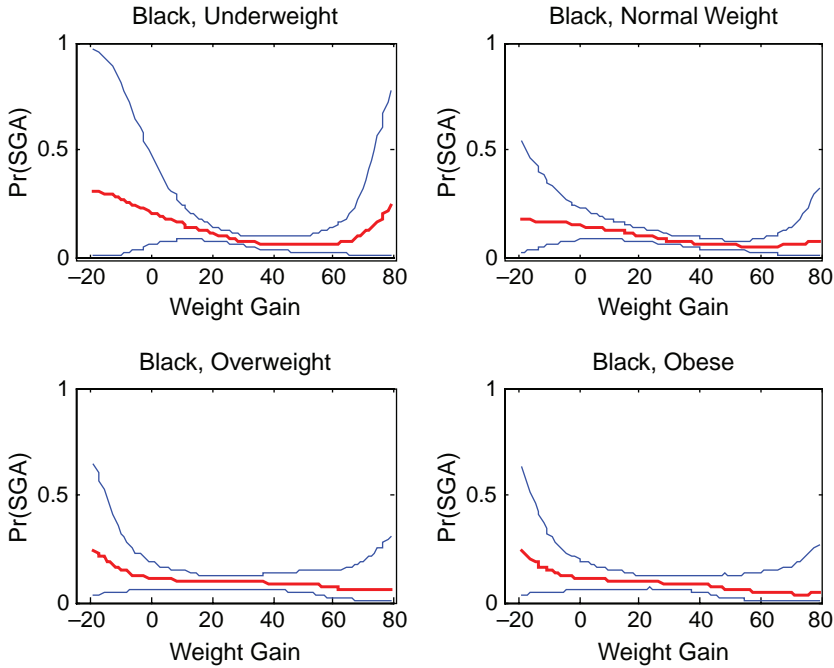 Black, Underweight
Black, Normal Weight
1
0.5
0
Pr(SGA)
–20 0 20 40 60 80
Weight Gain
1
0.5
0
Pr(SGA)
–20 0 20 40 60 80
Weight Gain
Black, Overweight
Black, Obese
1
0.5
0
Pr(SGA)
–20 0 20 40 60 80
Weight Gain
1
0.5
0
Pr(SGA)
–20 0 20 40 60 80
Weight Gain